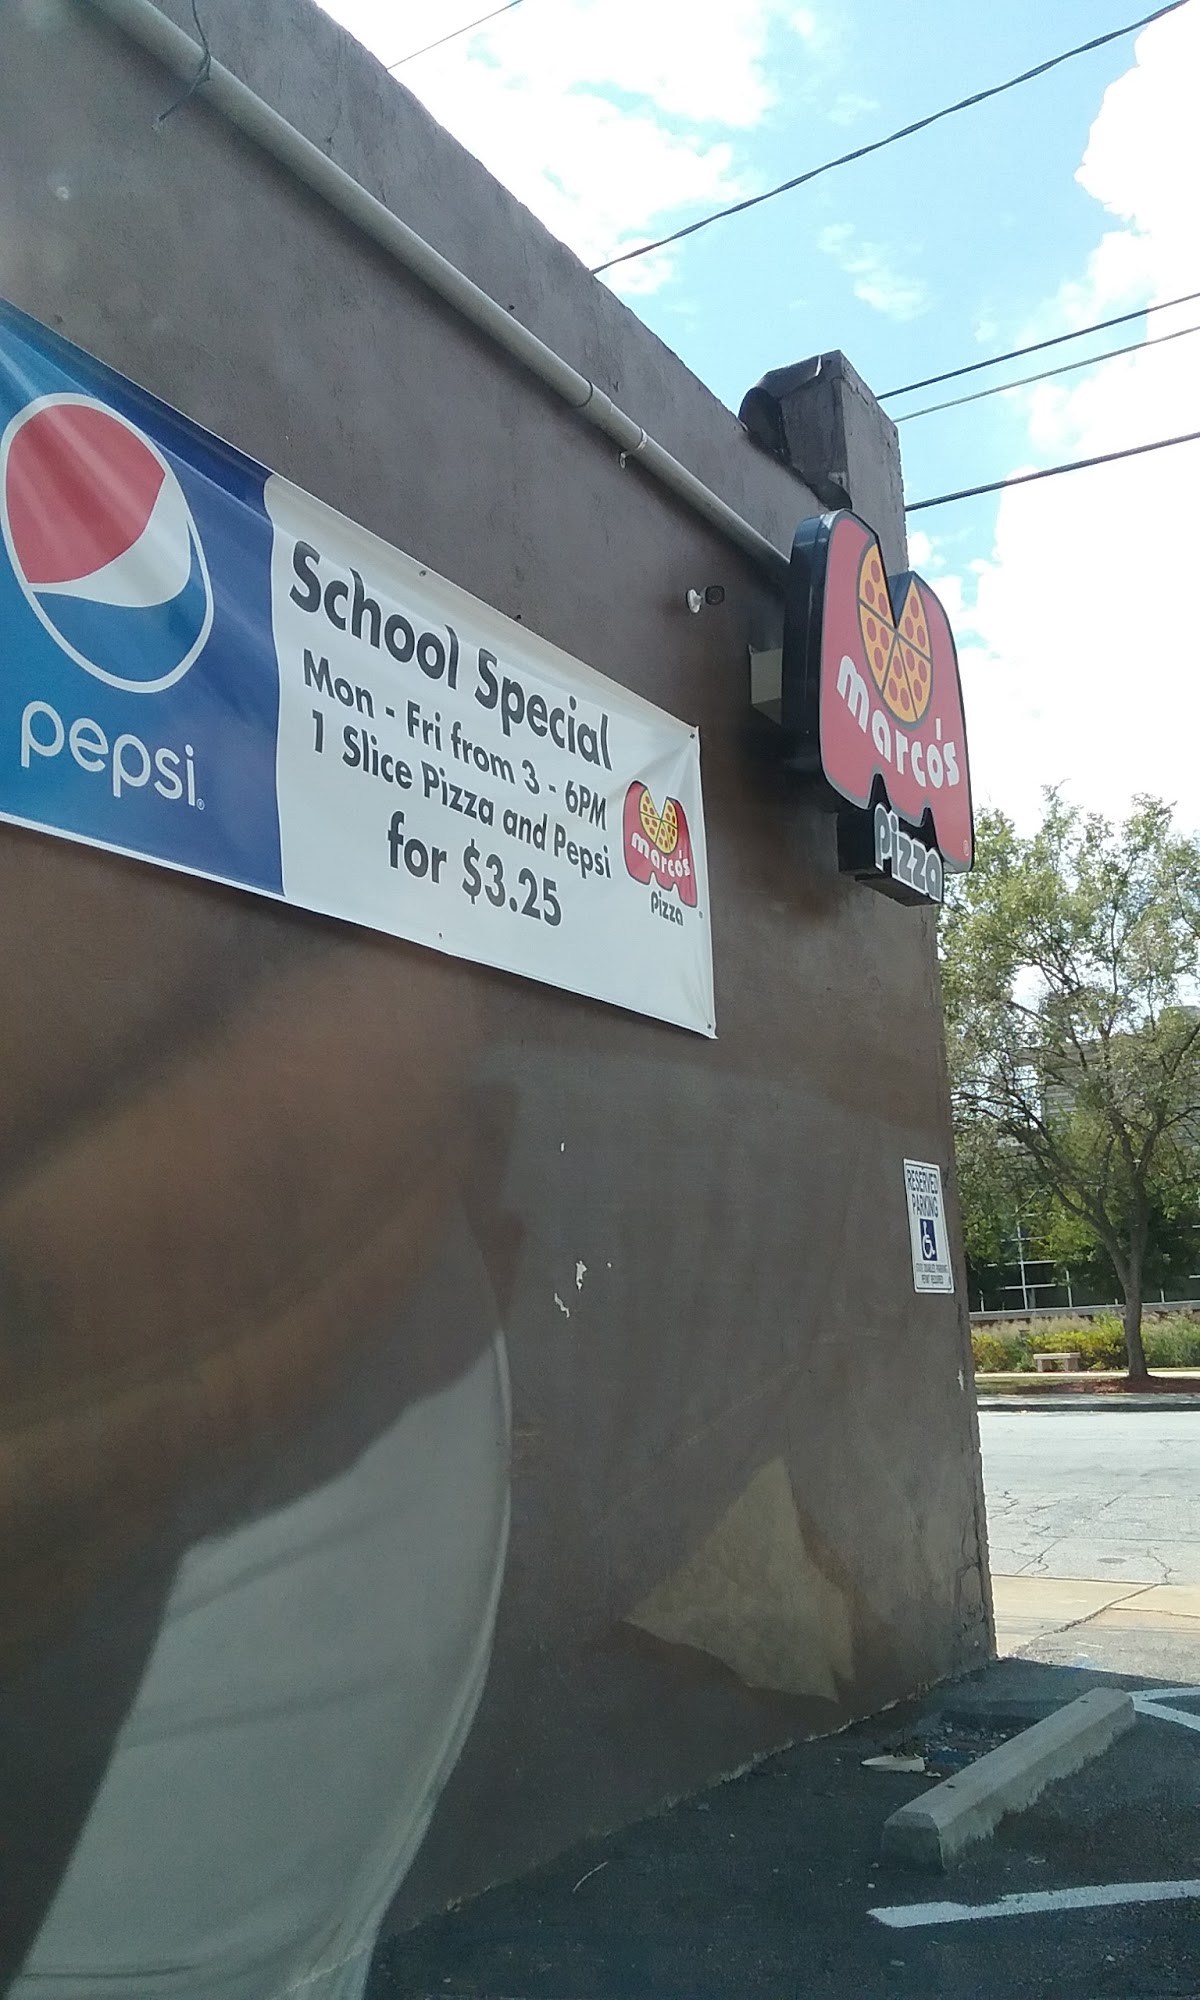 pepsi®
School Special
Mon - Fri from 3 - 6PM
1 Slice Pizza and Pepsi
for $3.25
marco's
pizza
marco's
pizza
RESERVED
PARKING